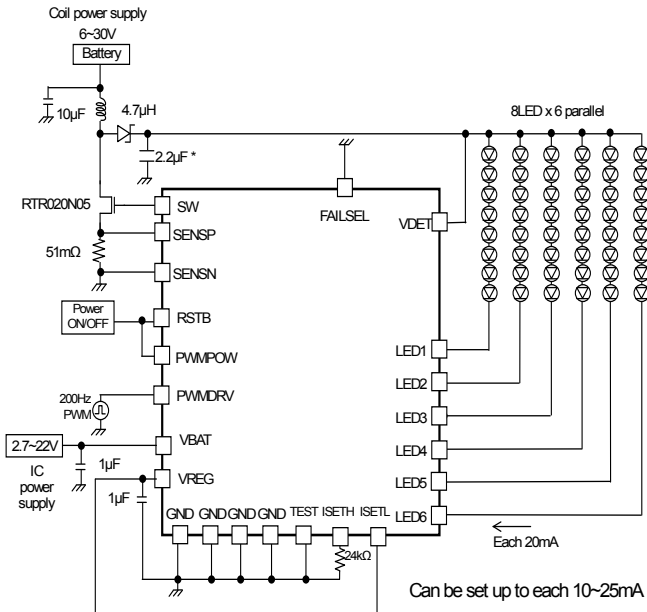 Coil power supply
6~30V
Battery
10µF
4.7µH
2.2µF *
8LED x 6 parallel
RTR020N05
51mΩ
SW
SENSP
SENSN
FAILSEL
VDET
Power
ON/OFF
RSTB
PWMPOW
200Hz
PWM
PWMDRV
2.7~22V
IC
power
supply
1µF
VBAT
VREG
1µF
LED1
LED2
LED3
LED4
LED5
LED6
GND GND GND GND TEST ISETH ISETL
24kΩ
Each 20mA
Can be set up to each 10~25mA